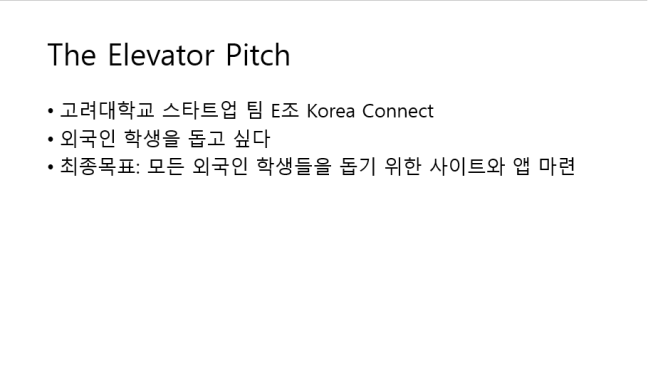 The Elevator Pitch
• 고려대학교 스타트업 팀 E조 Korea Connect
• 외국인 학생을 돕고 싶다
• 최종목표: 모든 외국인 학생들을 돕기 위한 사이트와 앱 마련